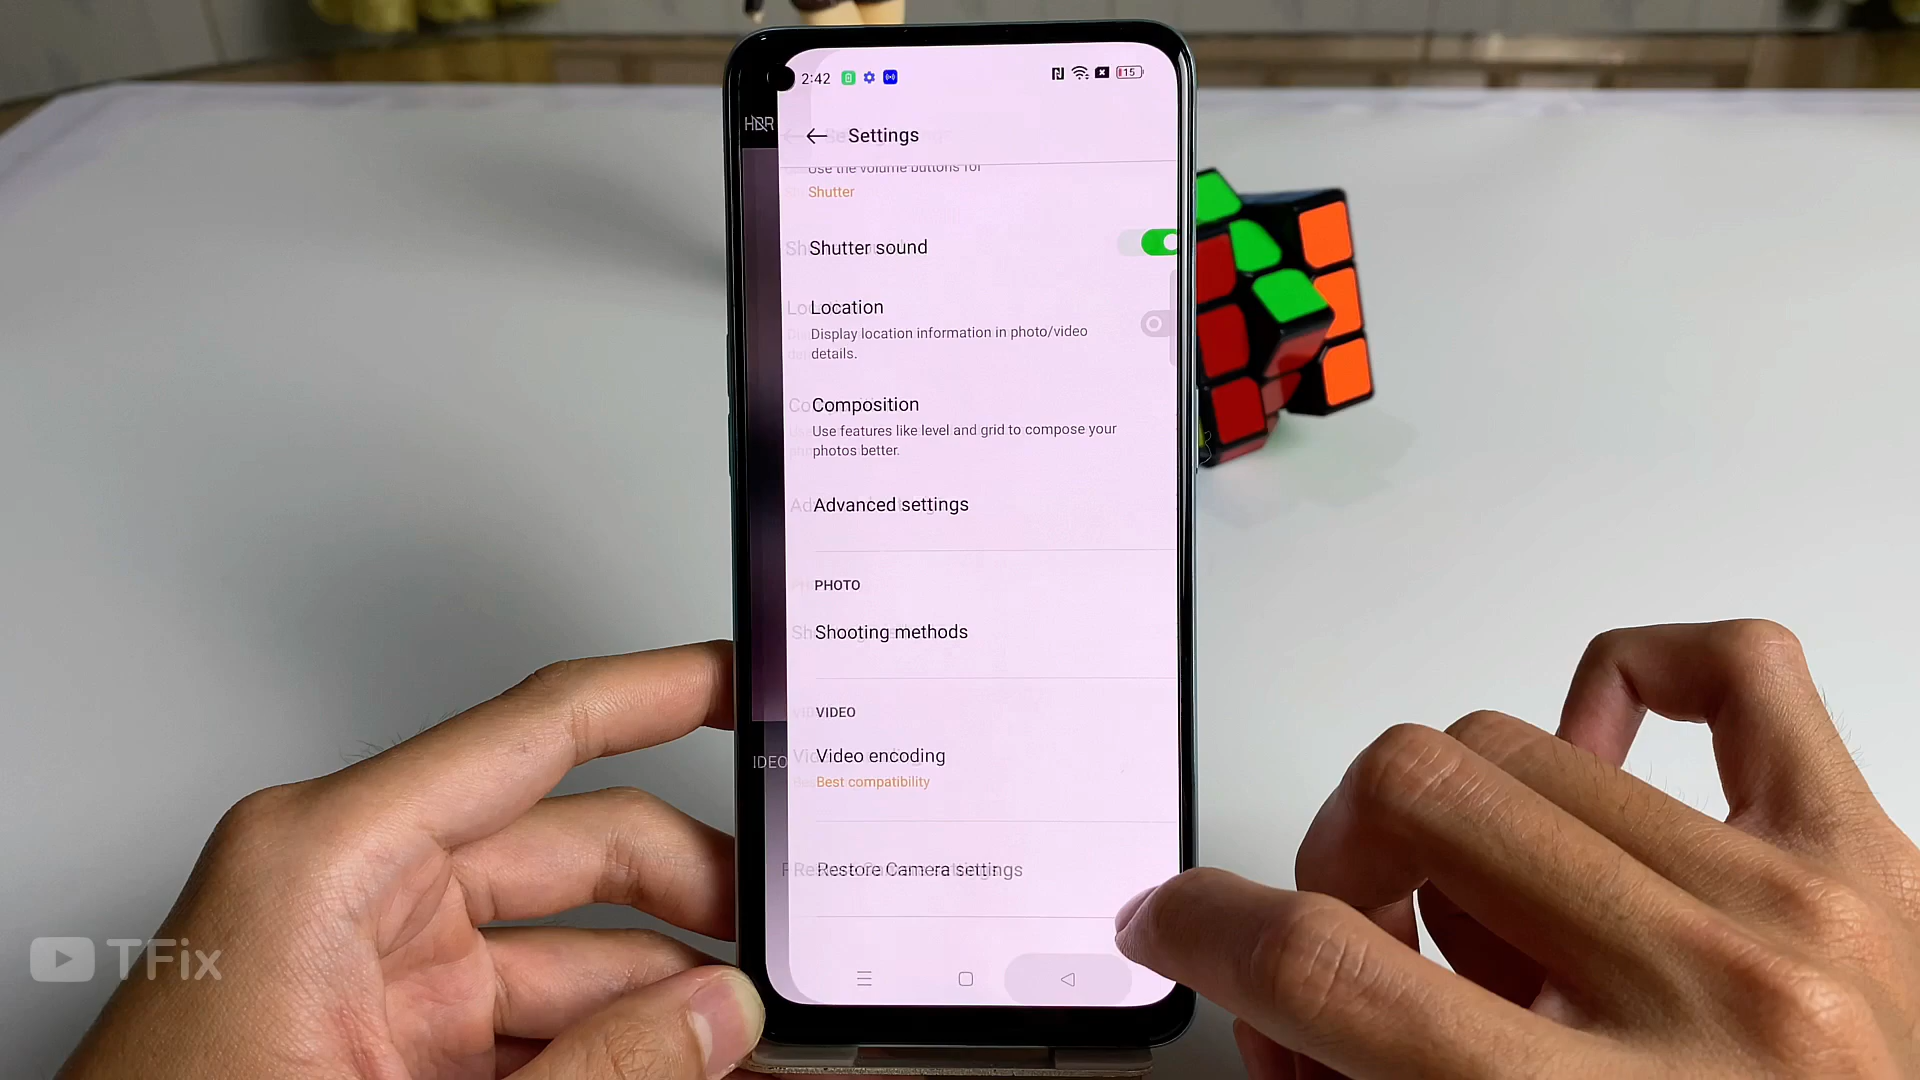 2:42
15
HDR
Settings
Use the volume buttons for
Shutter
Shutter sound
Location
Display location information in photo/video
details.
Composition
Use features like level and grid to compose your
photos better.
Advanced settings
PHOTO
Shooting methods
VIDEO
Video encoding
Best compatibility
IDEO
Restore Camera settings
TFix